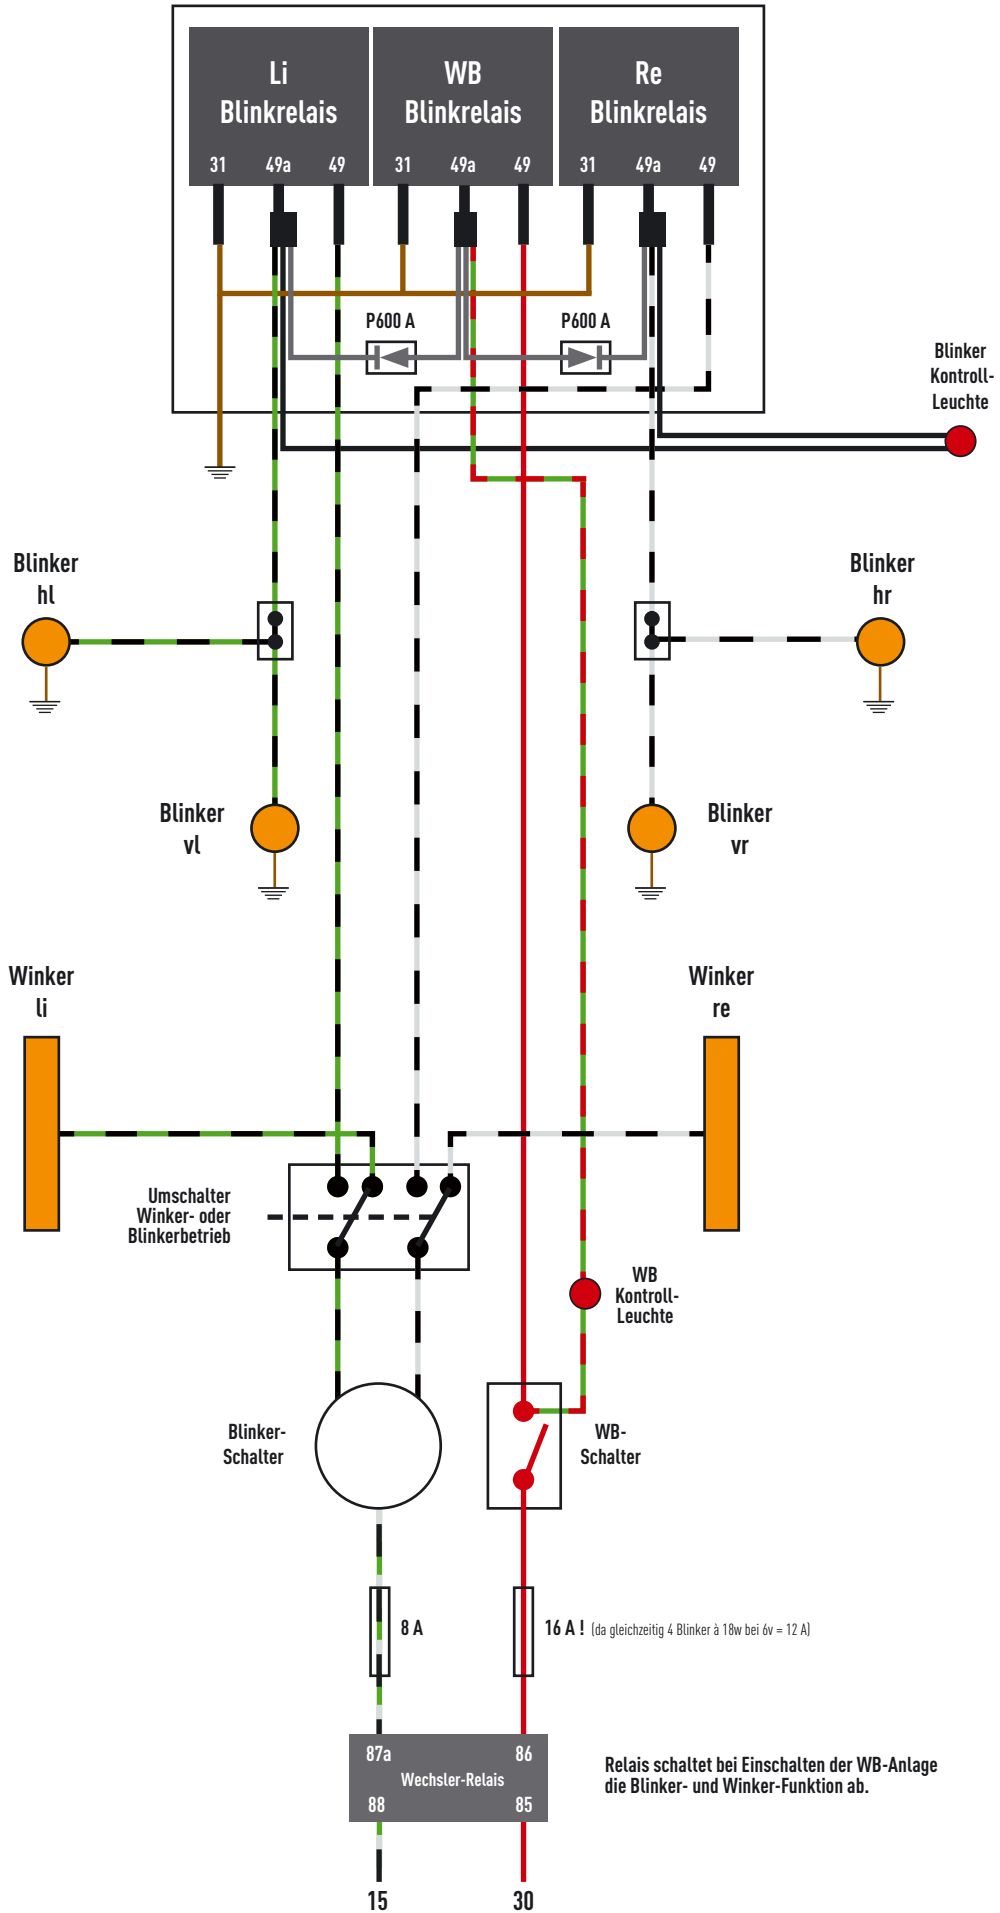 Li
Blinkrelais
WB
Blinkrelais
Re
Blinkrelais
31 49a 49
31 49a 49
31 49a 49
P600 A
P600 A
Blinker
Kontroll-
Leuchte
Blinker
hl
Blinker
hr
Blinker
vl
Blinker
vr
Winker
li
Winker
re
Umschalter
Winker- oder
Blinkerbetrieb
WB
Kontroll-
Leuchte
Blinker-
Schalter
WB-
Schalter
8 A
16 A ! (da gleichzeitig 4 Blinker à 18w bei 6v = 12 A)
87a 86
Wechsler-Relais
88 85
Relais schaltet bei Einschalten der WB-Anlage
die Blinker- und Winker-Funktion ab.
15
30